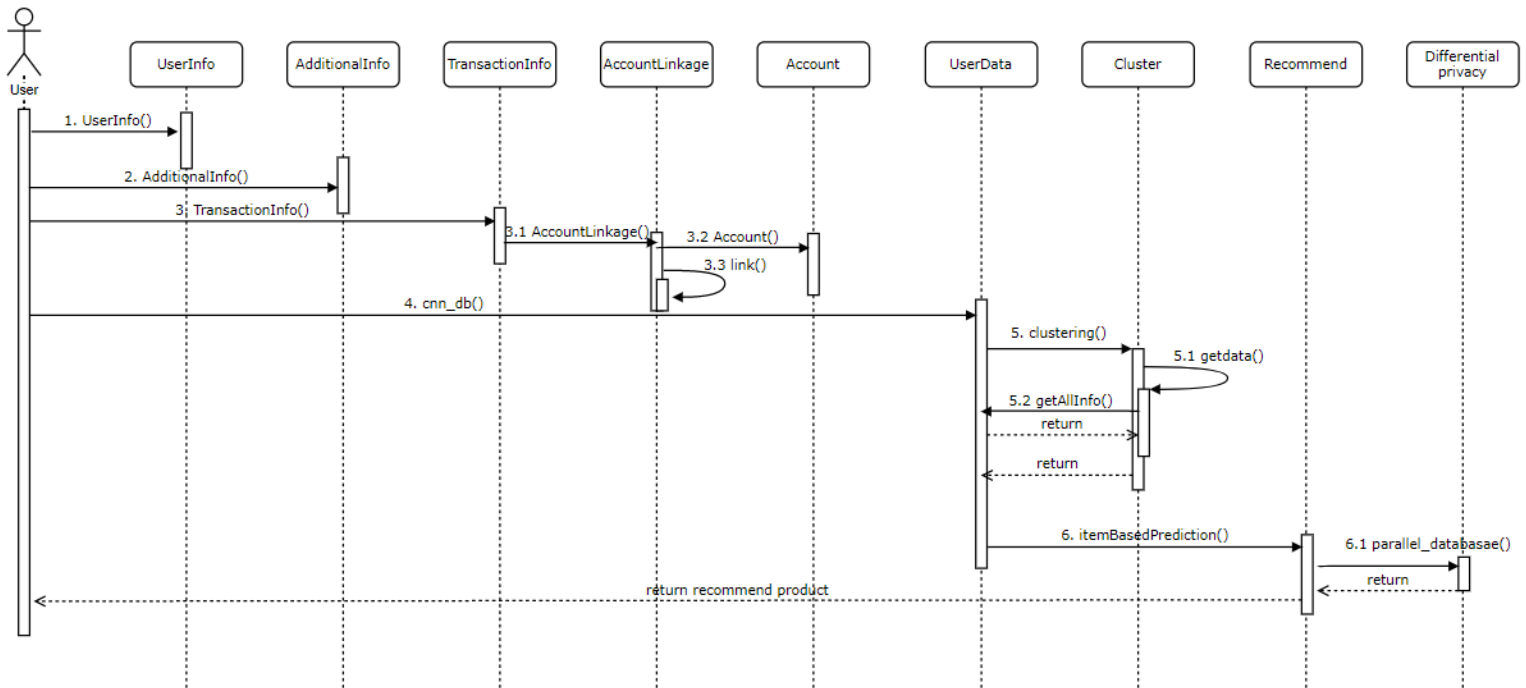 User
UserInfo
AdditionalInfo
TransactionInfo
AccountLinkage
Account
UserData
Cluster
Recommend
Differential
privacy
1. UserInfo()
2. AdditionalInfo()
3. TransactionInfo()
3.1 AccountLinkage()
3.2 Account()
3.3 link()
4. cnn_db()
5. clustering()
5.1 getdata()
5.2 getAllInfo()
return
return
6. itemBasedPrediction()
6.1 parallel_databasae()
return
return recommend product